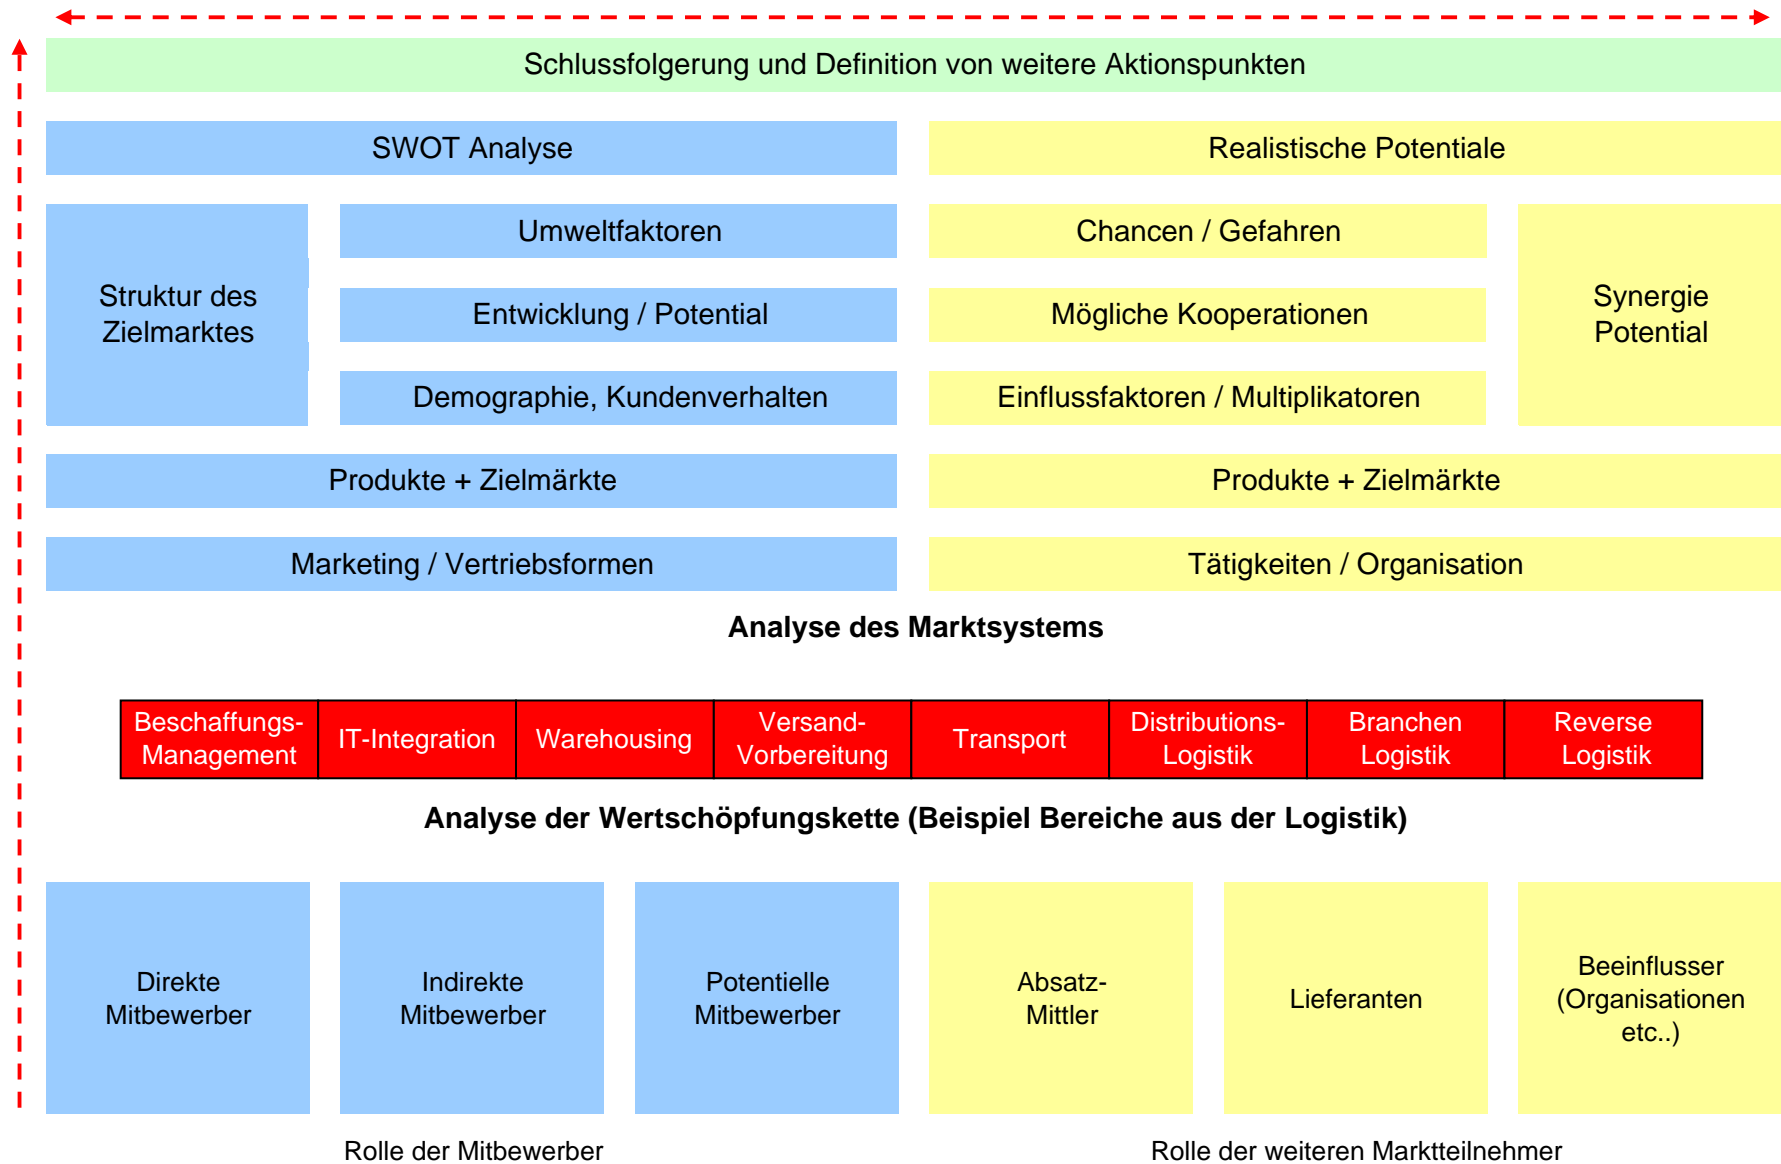 Schlussfolgerung und Definition von weitere Aktionspunkten
SWOT Analyse
Realistische Potentiale
Struktur des
Zielmarktes
Umweltfaktoren
Entwicklung / Potential
Demographie, Kundenverhalten
Chancen / Gefahren
Mögliche Kooperationen
Einflussfaktoren / Multiplikatoren
Synergie
Potential
Produkte + Zielmärkte
Produkte + Zielmärkte
Marketing / Vertriebsformen
Tätigkeiten / Organisation
Analyse des Marktsystems
Beschaffungs-
Management
IT-Integration
Warehousing
Versand-
Vorbereitung
Transport
Distributions-
Logistik
Branchen
Logistik
Reverse
Logistik
Analyse der Wertschöpfungskette (Beispiel Bereiche aus der Logistik)
Direkte
Mitbewerber
Indirekte
Mitbewerber
Potentielle
Mitbewerber
Absatz-
Mittler
Lieferanten
Beeinflusser
(Organisationen
etc..)
Rolle der Mitbewerber
Rolle der weiteren Marktteilnehmer